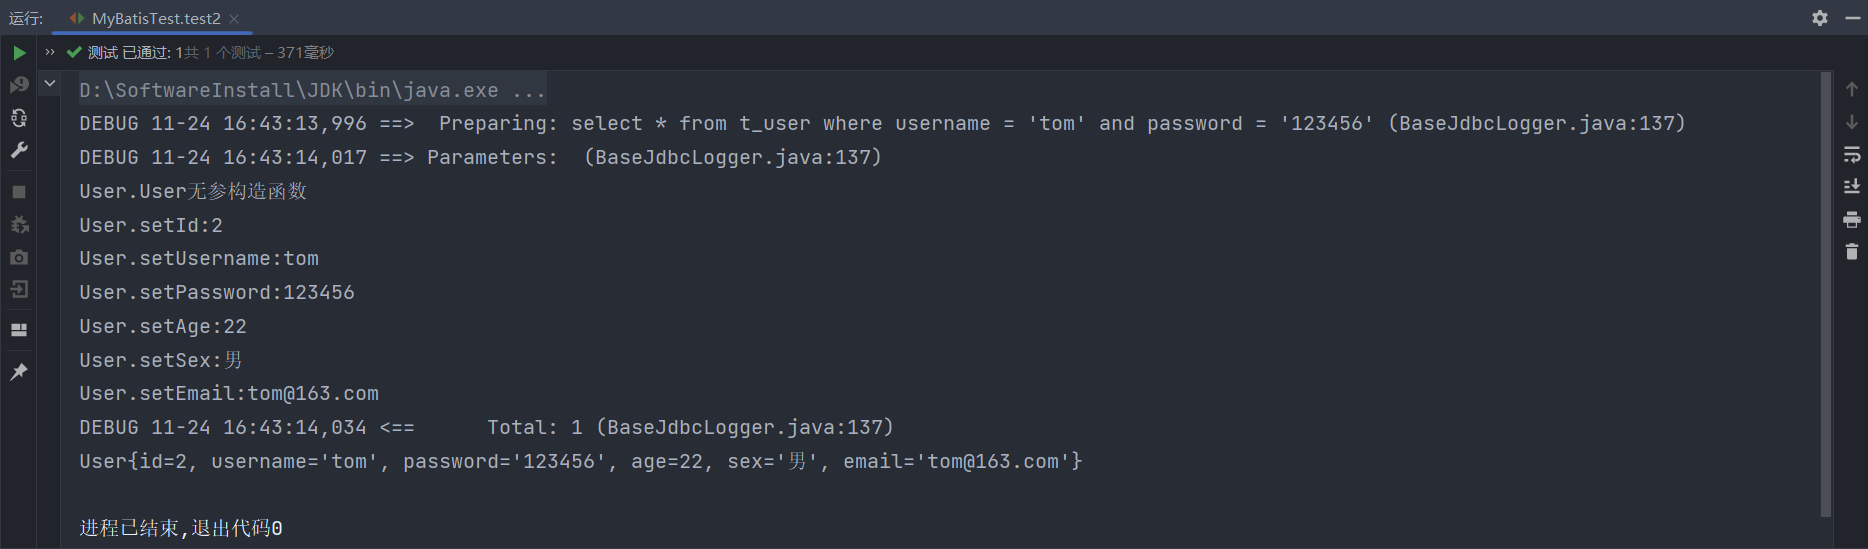 运行: MyBatisTest.test2
测试 已通过: 1共 1 个测试 – 371毫秒
D:\SoftwareInstall\JDK\bin\java.exe ...
DEBUG 11-24 16:43:13,996 ==>  Preparing: select * from t_user where username = 'tom' and password = '123456' (BaseJdbcLogger.java:137)
DEBUG 11-24 16:43:14,017 ==> Parameters:  (BaseJdbcLogger.java:137)
User.User无参构造函数
User.setId:2
User.setUsername:tom
User.setPassword:123456
User.setAge:22
User.setSex:男
User.setEmail:tom@163.com
DEBUG 11-24 16:43:14,034 <==      Total: 1 (BaseJdbcLogger.java:137)
User{id=2, username='tom', password='123456', age=22, sex='男', email='tom@163.com'}
进程已结束,退出代码0